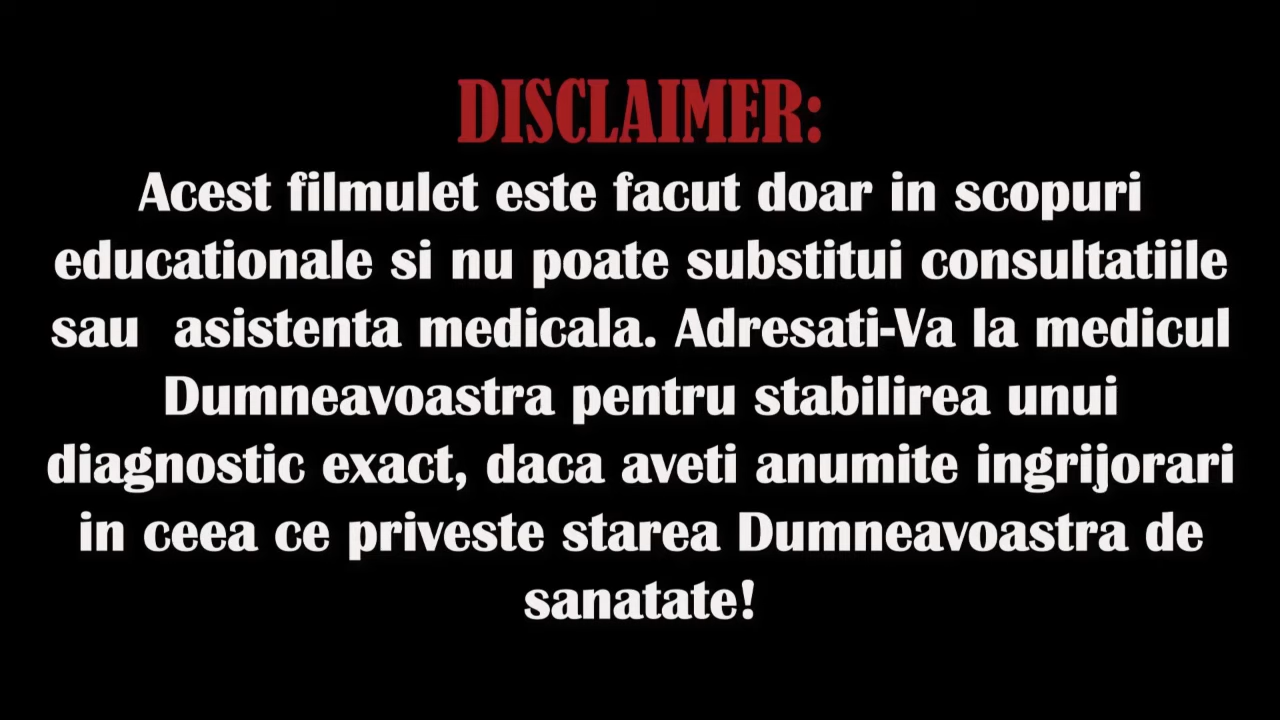 DISCLAIMER:
Acest filmulet este facut doar in scopuri
educationale si nu poate substitui consultatiile
sau  asistenta medicala. Adresati-Va la medicul
Dumneavoastra pentru stabilirea unui
diagnostic exact, daca aveti anumite ingrijorari
in ceea ce priveste starea Dumneavoastra de
sanatate!